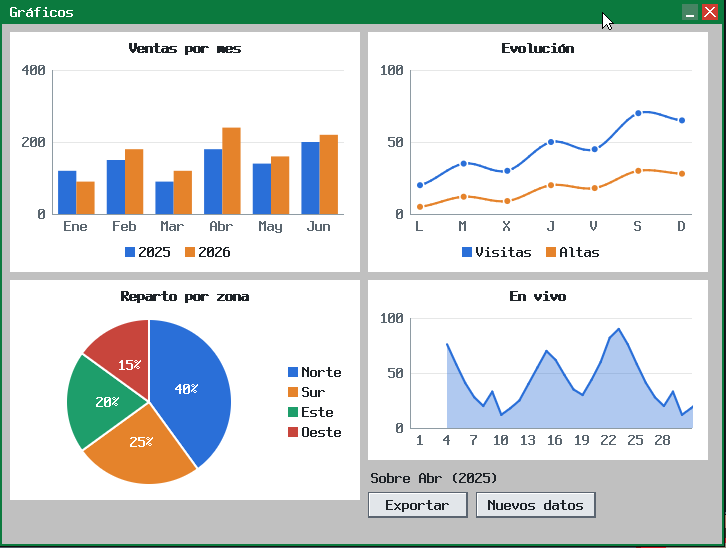 Gráficos
Ventas por mes
400
200
0
Ene Feb Mar Abr May Jun
2025 2026
Evolución
100
50
0
L M X J V S D
Visitas Altas
Reparto por zona
15%
40%
20%
25%
Norte
Sur
Este
Oeste
En vivo
100
50
0
1 4 7 10 13 16 19 22 25 28
Sobre Abr (2025)
Exportar Nuevos datos